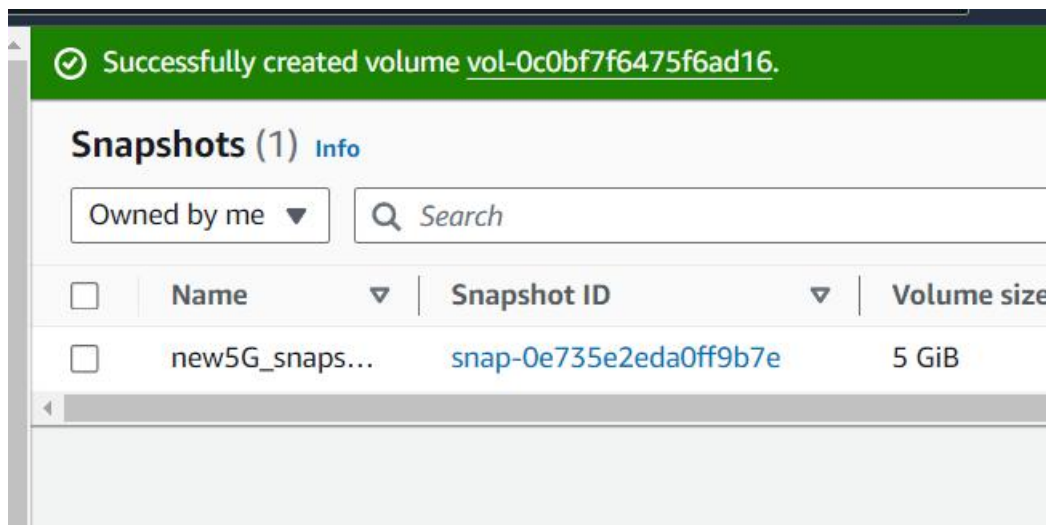 Successfully created volume vol-0c0bf7f6475f6ad16.
Snapshots (1) Info
Owned by me Search
Name Snapshot ID Volume size
new5G_snaps... snap-0e735e2eda0ff9b7e 5 GiB